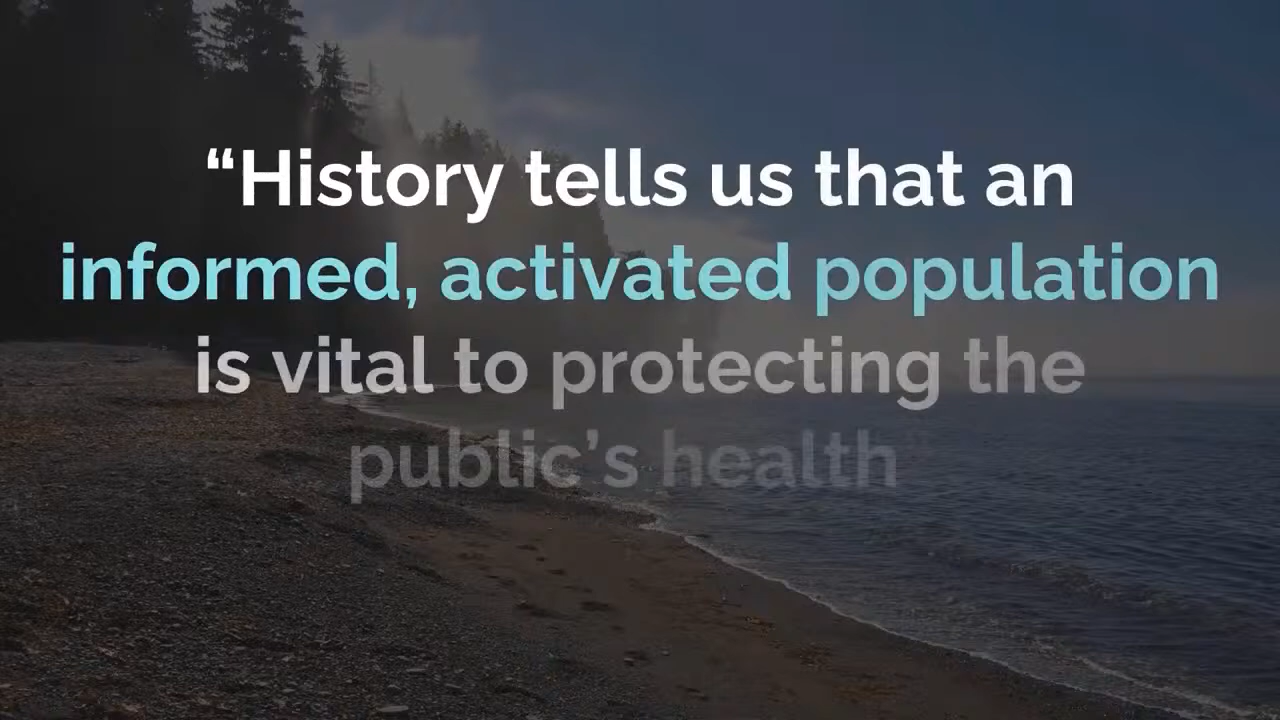 “History tells us that an
informed, activated population
is vital to protecting the
public’s health”